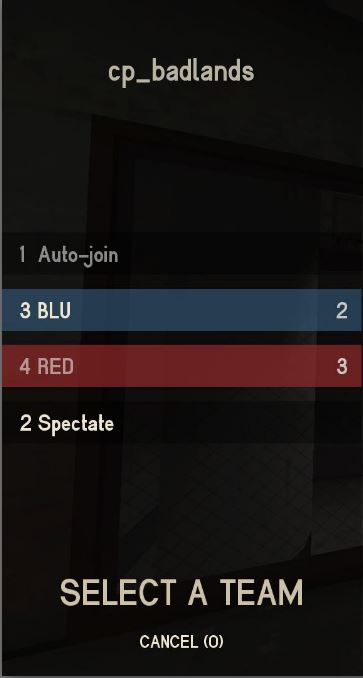 cp_badlands
1 Auto-join
3 BLU 2
4 RED 3
2 Spectate
SELECT A TEAM
CANCEL (0)